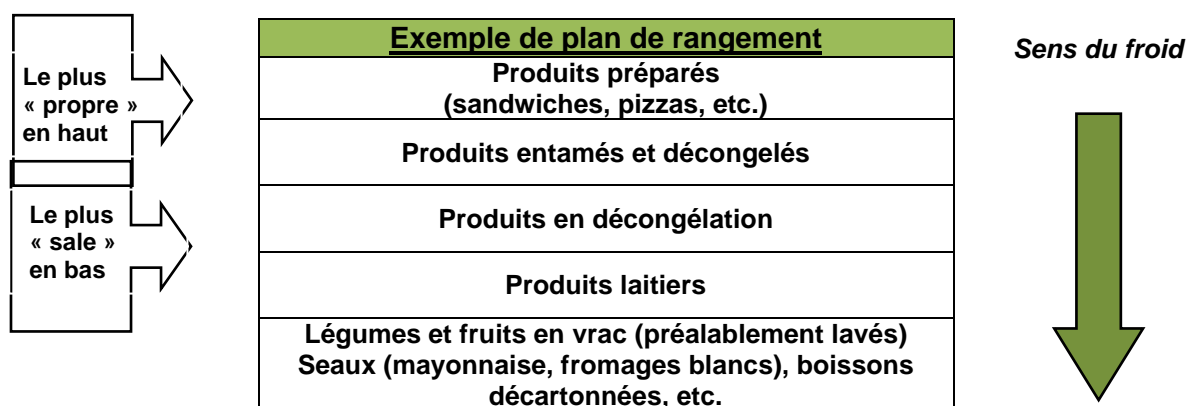 Le plus
« propre »
en haut
Le plus
« sale »
en bas
Exemple de plan de rangement
Produits préparés
(sandwiches, pizzas, etc.)
Produits entamés et décongelés
Produits en décongélation
Produits laitiers
Légumes et fruits en vrac (préalablement lavés)
Seaux (mayonnaise, fromages blancs), boissons
décartonnées, etc.
Sens du froid